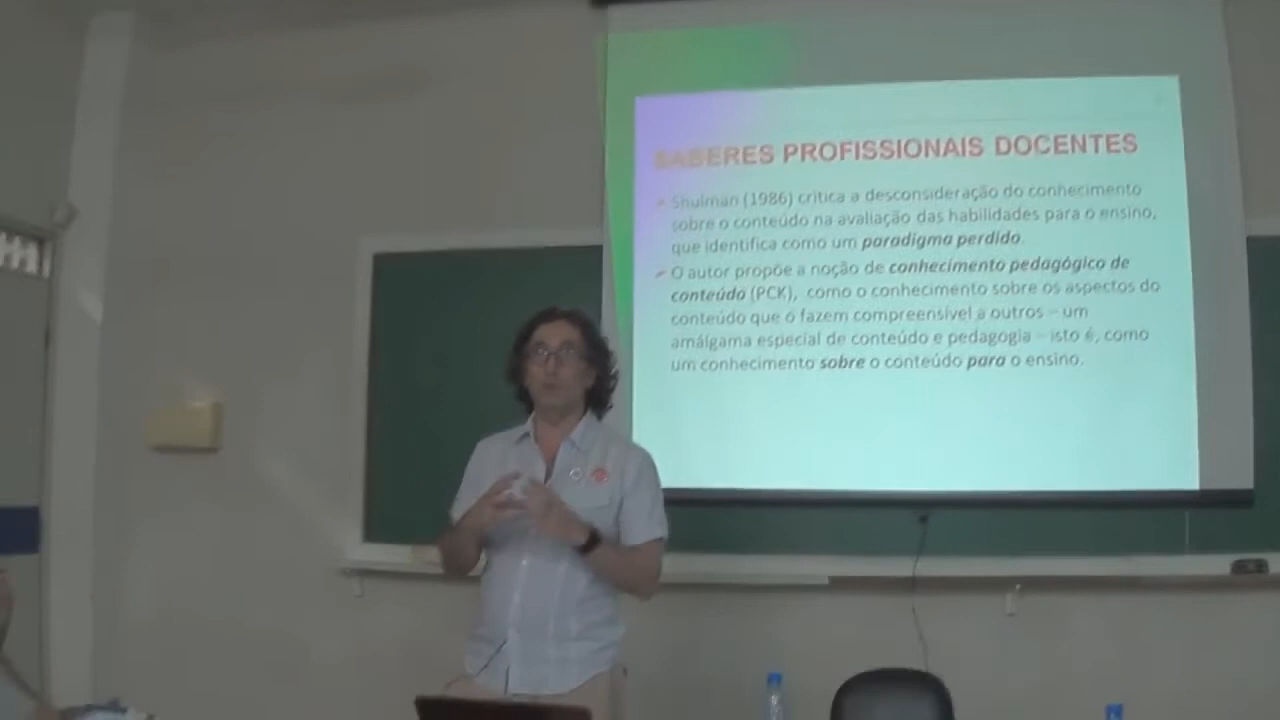 SABERES PROFISSIONAIS DOCENTES
Shulman (1986) critica a desconsideração do conhecimento
sobre o conteúdo na avaliação das habilidades para o ensino,
que identifica como um paradigma perdido.
O autor propõe a noção de conhecimento pedagógico de
conteúdo (PCK), como o conhecimento sobre os aspectos do
conteúdo que o fazem compreensível a outros – um
amálgama especial de conteúdo e pedagogia – isto é, como
um conhecimento sobre o conteúdo para o ensino.